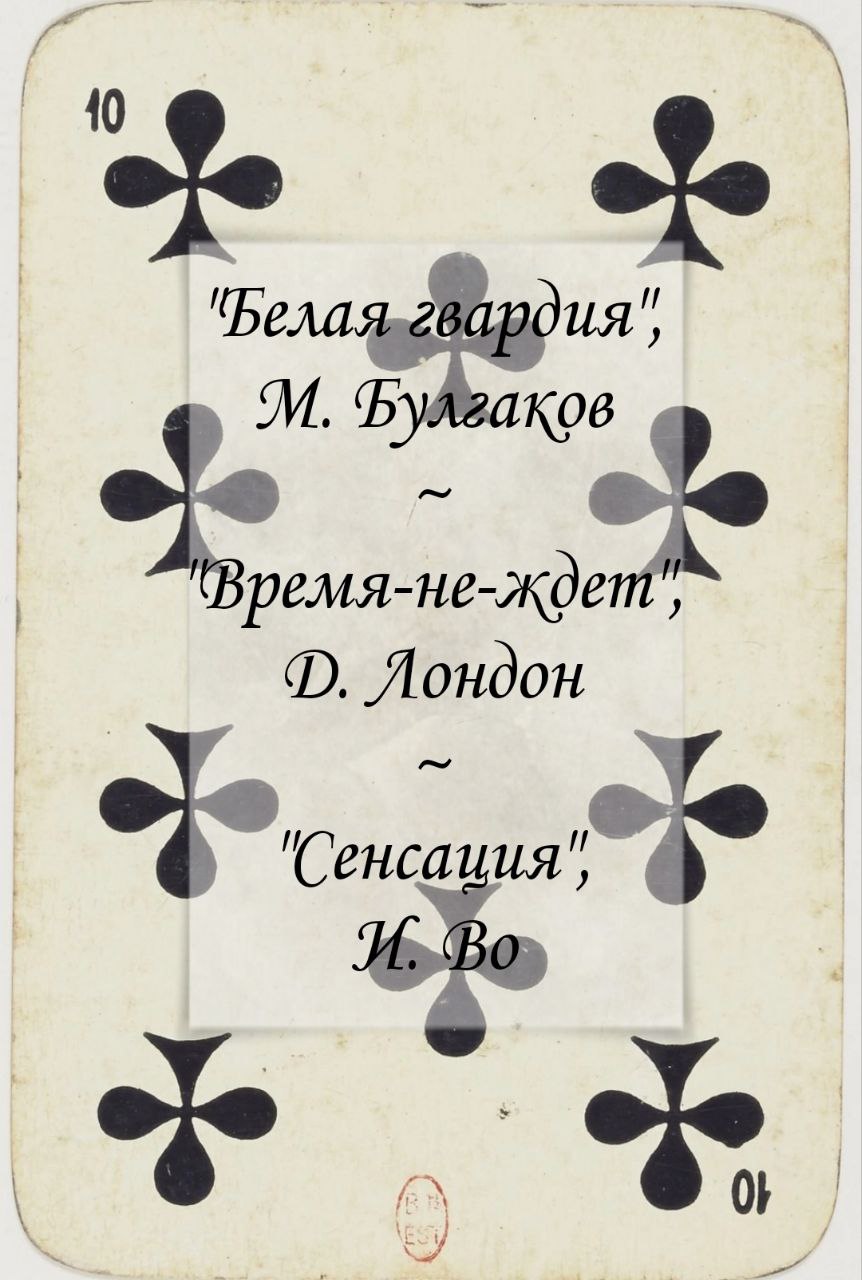 10
"Белая гвардия",
М. Булгаков
~
"Время-не-ждет",
Д. Лондон
~
"Сенсация",
И. Во
10